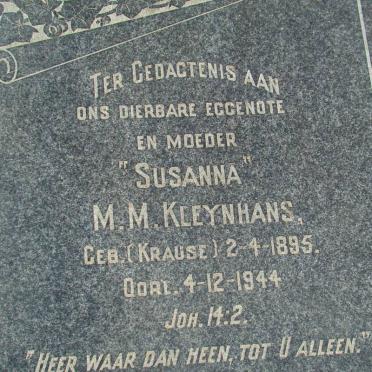 TER GEDACTENIS AAN
ONS DIERBARE EGGENOTE
EN MOEDER
"SUSANNA"
M.M. KLEYNHANS.
GEB. (KRAUSE) 2-4-1895.
OORL. 4-12-1944
JOH. 14:2.
"HEER WAAR DAN HEEN, TOT U ALLEEN."